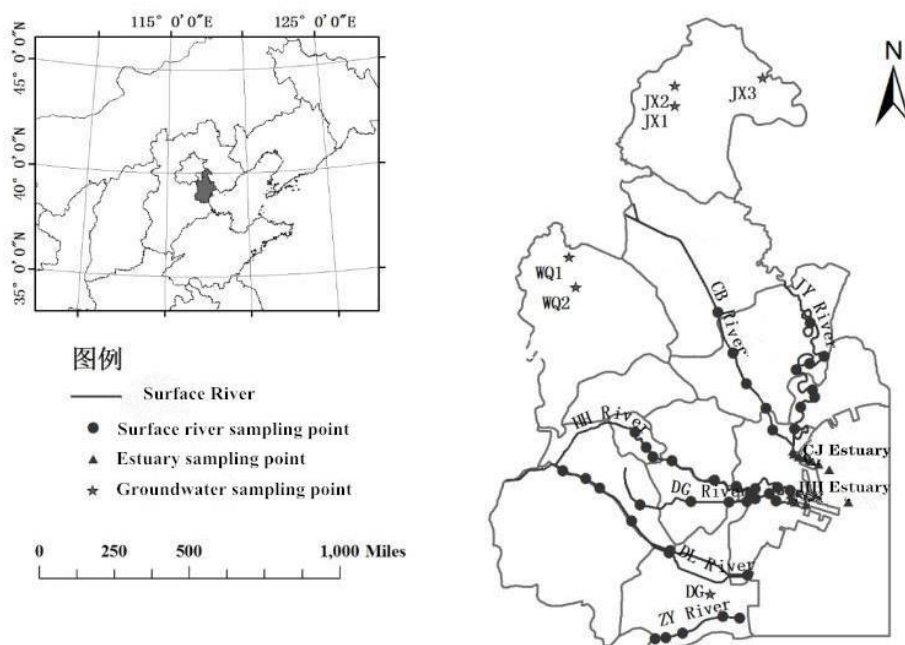 115° 0′0″E
125° 0′0″E
45° 0′0″N
40° 0′0″N
35° 0′0″N
N
JX2
JX1
JX3
WQ1
WQ2
CB River
JY River
HH River
CJ Estuary
HH Estuary
DG River
DL River
DG
ZY River
图例
Surface River
Surface river sampling point
Estuary sampling point
Groundwater sampling point
0 250 500 1,000 Miles